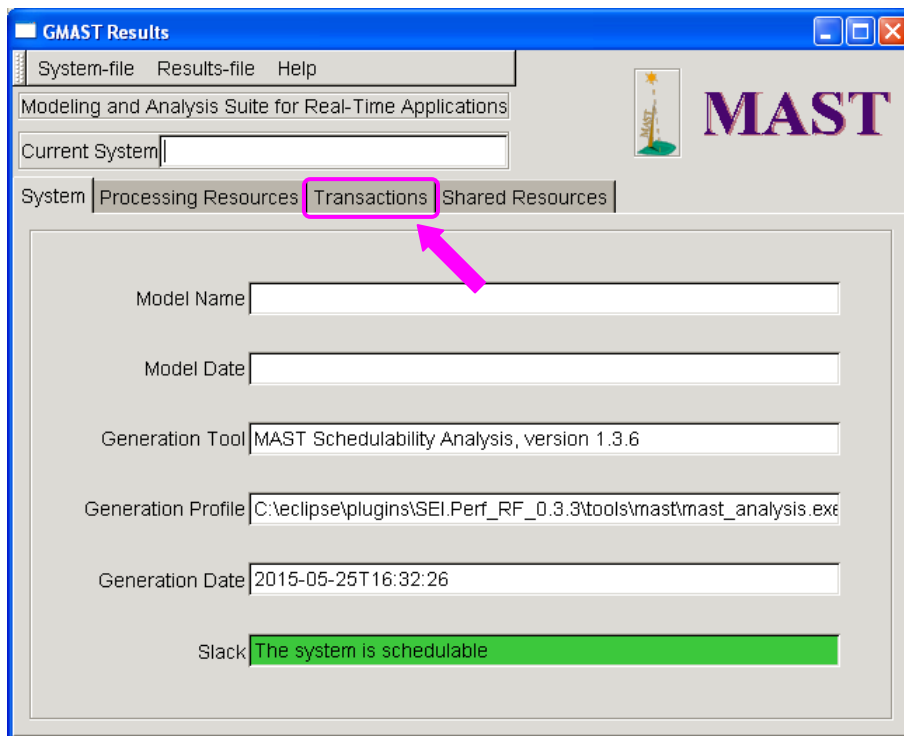 GMAST Results
System-file Results-file Help
Modeling and Analysis Suite for Real-Time Applications
MAST
MAST
Current System
System Processing Resources Transactions Shared Resources
Model Name
Model Date
Generation Tool MAST Schedulability Analysis, version 1.3.6
Generation Profile C:\eclipse\plugins\SEI.Perf_RF_0.3.3\tools\mast\mast_analysis.exe
Generation Date 2015-05-25T16:32:26
Slack The system is schedulable